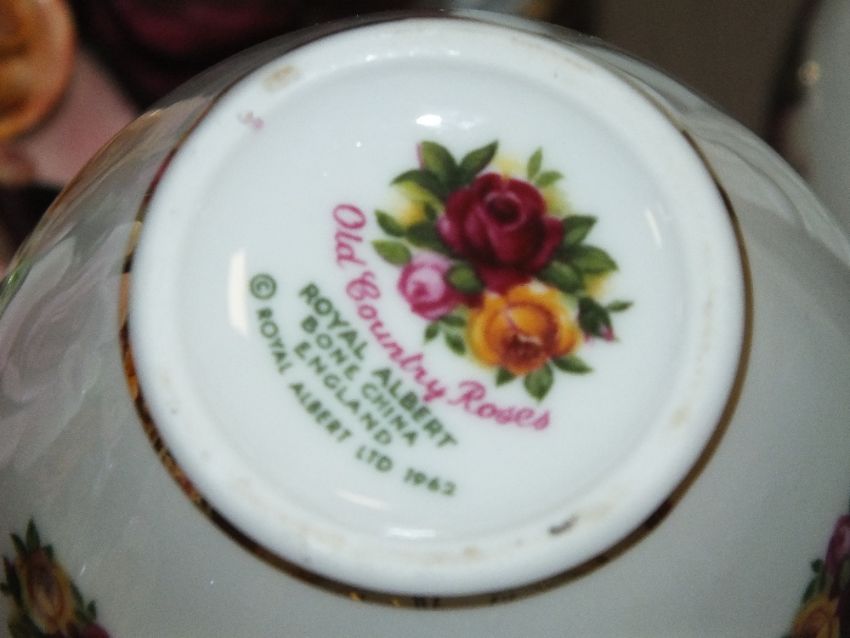 Old Country Roses
ROYAL ALBERT
BONE CHINA
ENGLAND
© ROYAL ALBERT LTD 1962